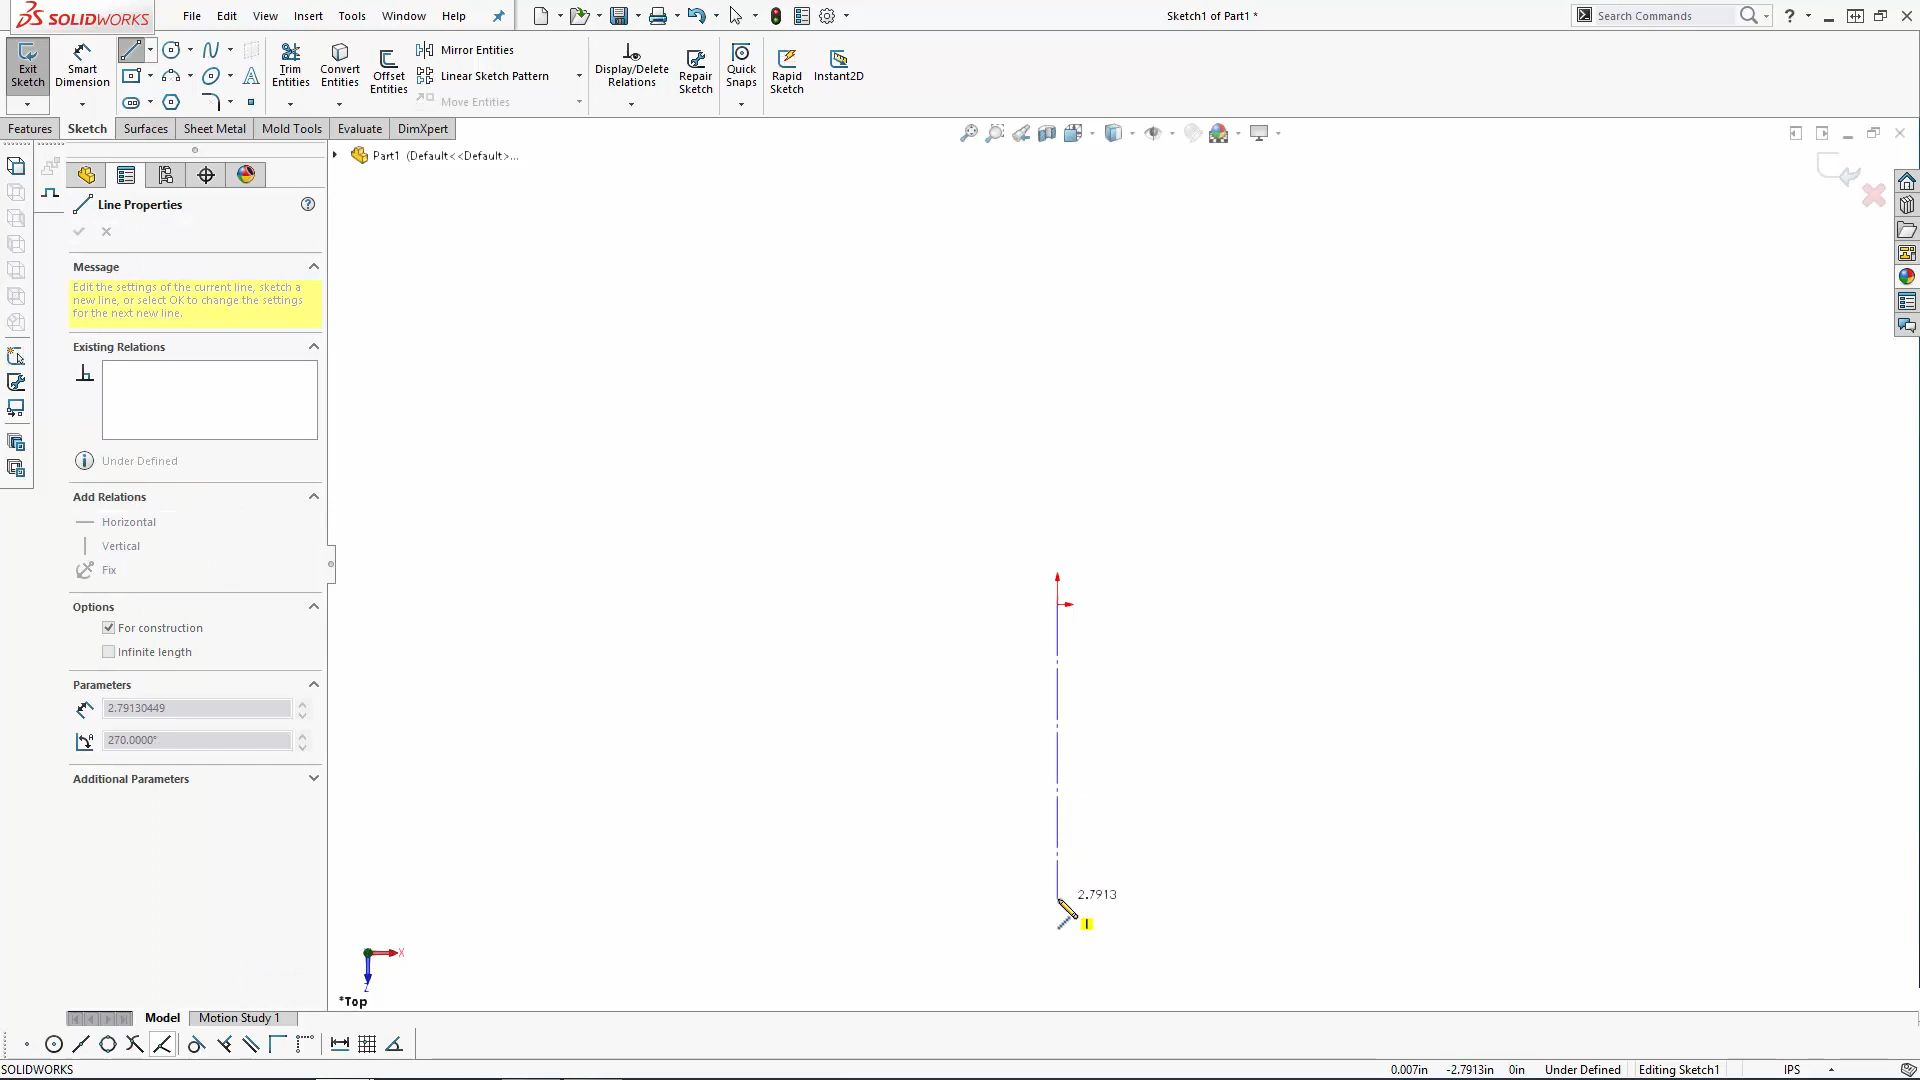 SOLIDWORKS
File Edit View Insert Tools Window Help
Sketch1 of Part1 *
Search Commands
?
Exit Sketch
Smart Dimension
Trim Entities
Convert Entities
Offset Entities
Mirror Entities
Linear Sketch Pattern
Move Entities
Display/Delete Relations
Repair Sketch
Quick Snaps
Rapid Sketch
Instant2D
Features Sketch Surfaces Sheet Metal Mold Tools Evaluate DimXpert
Part1 (Default<<Default>...
Line Properties
?
Message
Edit the settings of the current line, sketch a
new line, or select OK to change the settings
for the next new line.
Existing Relations
Under Defined
Add Relations
Horizontal
Vertical
Fix
Options
For construction
Infinite length
Parameters
2.79130449
270.0000°
Additional Parameters
2.7913
X
Z
*Top
Model Motion Study 1
SOLIDWORKS
0.007in -2.7913in 0in Under Defined Editing Sketch1 IPS